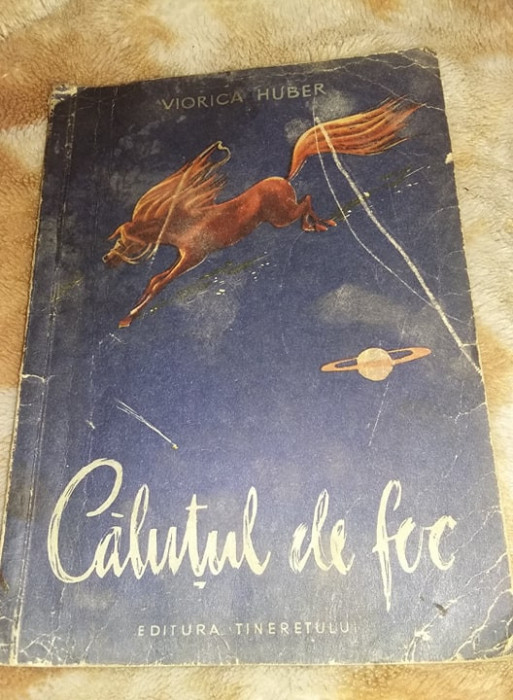 VIORICA HUBER
Căluțul de foc
EDITURA TINERETULUI